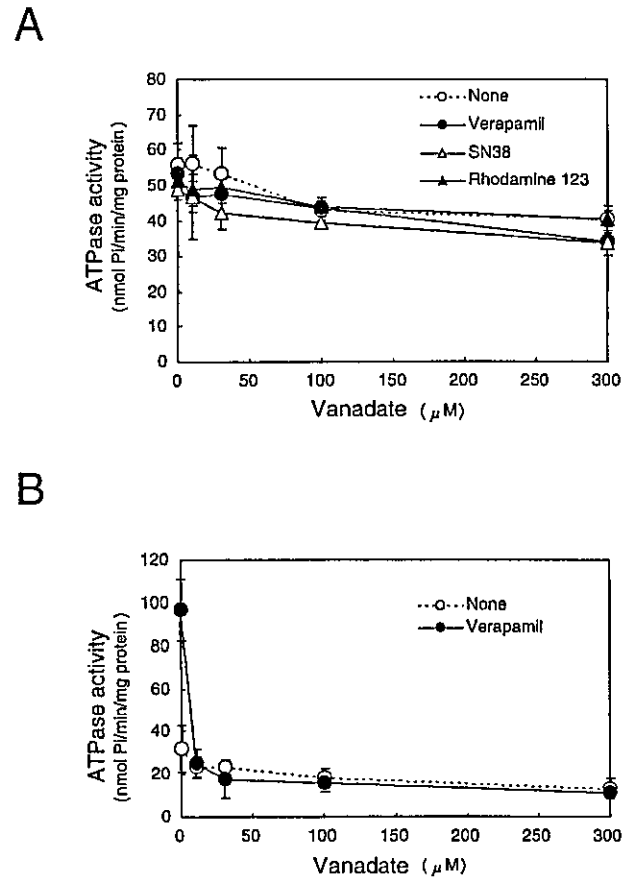 A
80
70
60
50
40
30
20
10
0
ATPase activity
(nmol Pi/min/mg protein)
None
Verapamil
SN38
Rhodamine 123
0 50 100 150 200 250 300
Vanadate (μM)
B
120
100
80
60
40
20
0
ATPase activity
(nmol Pi/min/mg protein)
None
Verapamil
0 50 100 150 200 250 300
Vanadate (μM)